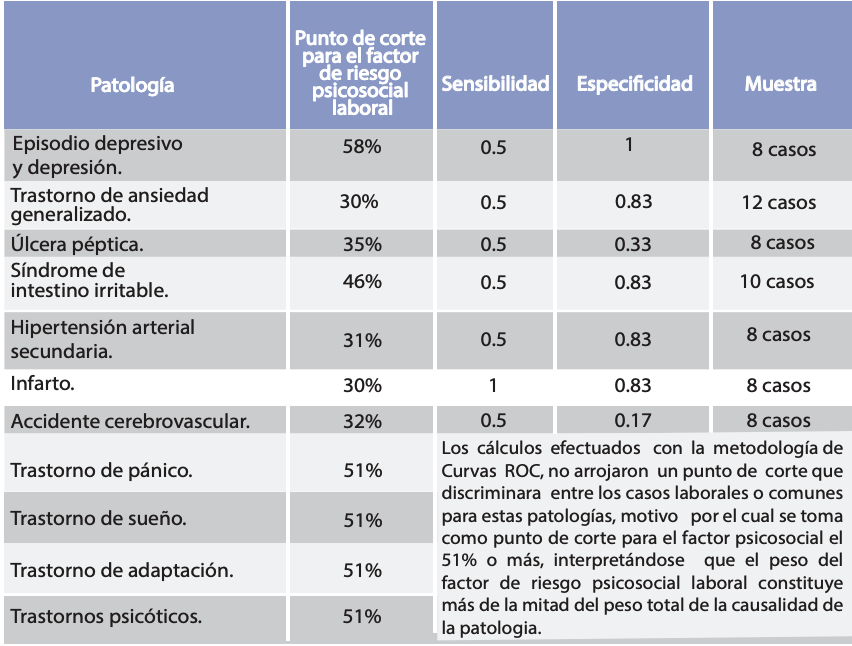 Patología
Punto de corte
para el factor
de riesgo
psicosocial
laboral
Sensibilidad
Especificidad
Muestra
Episodio depresivo
y depresión.
58%
0.5
1
8 casos
Trastorno de ansiedad
generalizado.
30%
0.5
0.83
12 casos
Úlcera péptica.
35%
0.5
0.33
8 casos
Síndrome de
intestino irritable.
46%
0.5
0.83
10 casos
Hipertensión arterial
secundaria.
31%
0.5
0.83
8 casos
Infarto.
30%
1
0.83
8 casos
Accidente cerebrovascular.
32%
0.5
0.17
8 casos
Trastorno de pánico.
51%
Trastorno de sueño.
51%
Trastorno de adaptación.
51%
Trastornos psicóticos.
51%
Los cálculos efectuados con la metodología de
Curvas ROC, no arrojaron un punto de corte que
discriminara entre los casos laborales o comunes
para estas patologías, motivo por el cual se toma
como punto de corte para el factor psicosocial el
51% o más, interpretándose que el peso del
factor de riesgo psicosocial laboral constituye
más de la mitad del peso total de la causalidad de
la patologia.